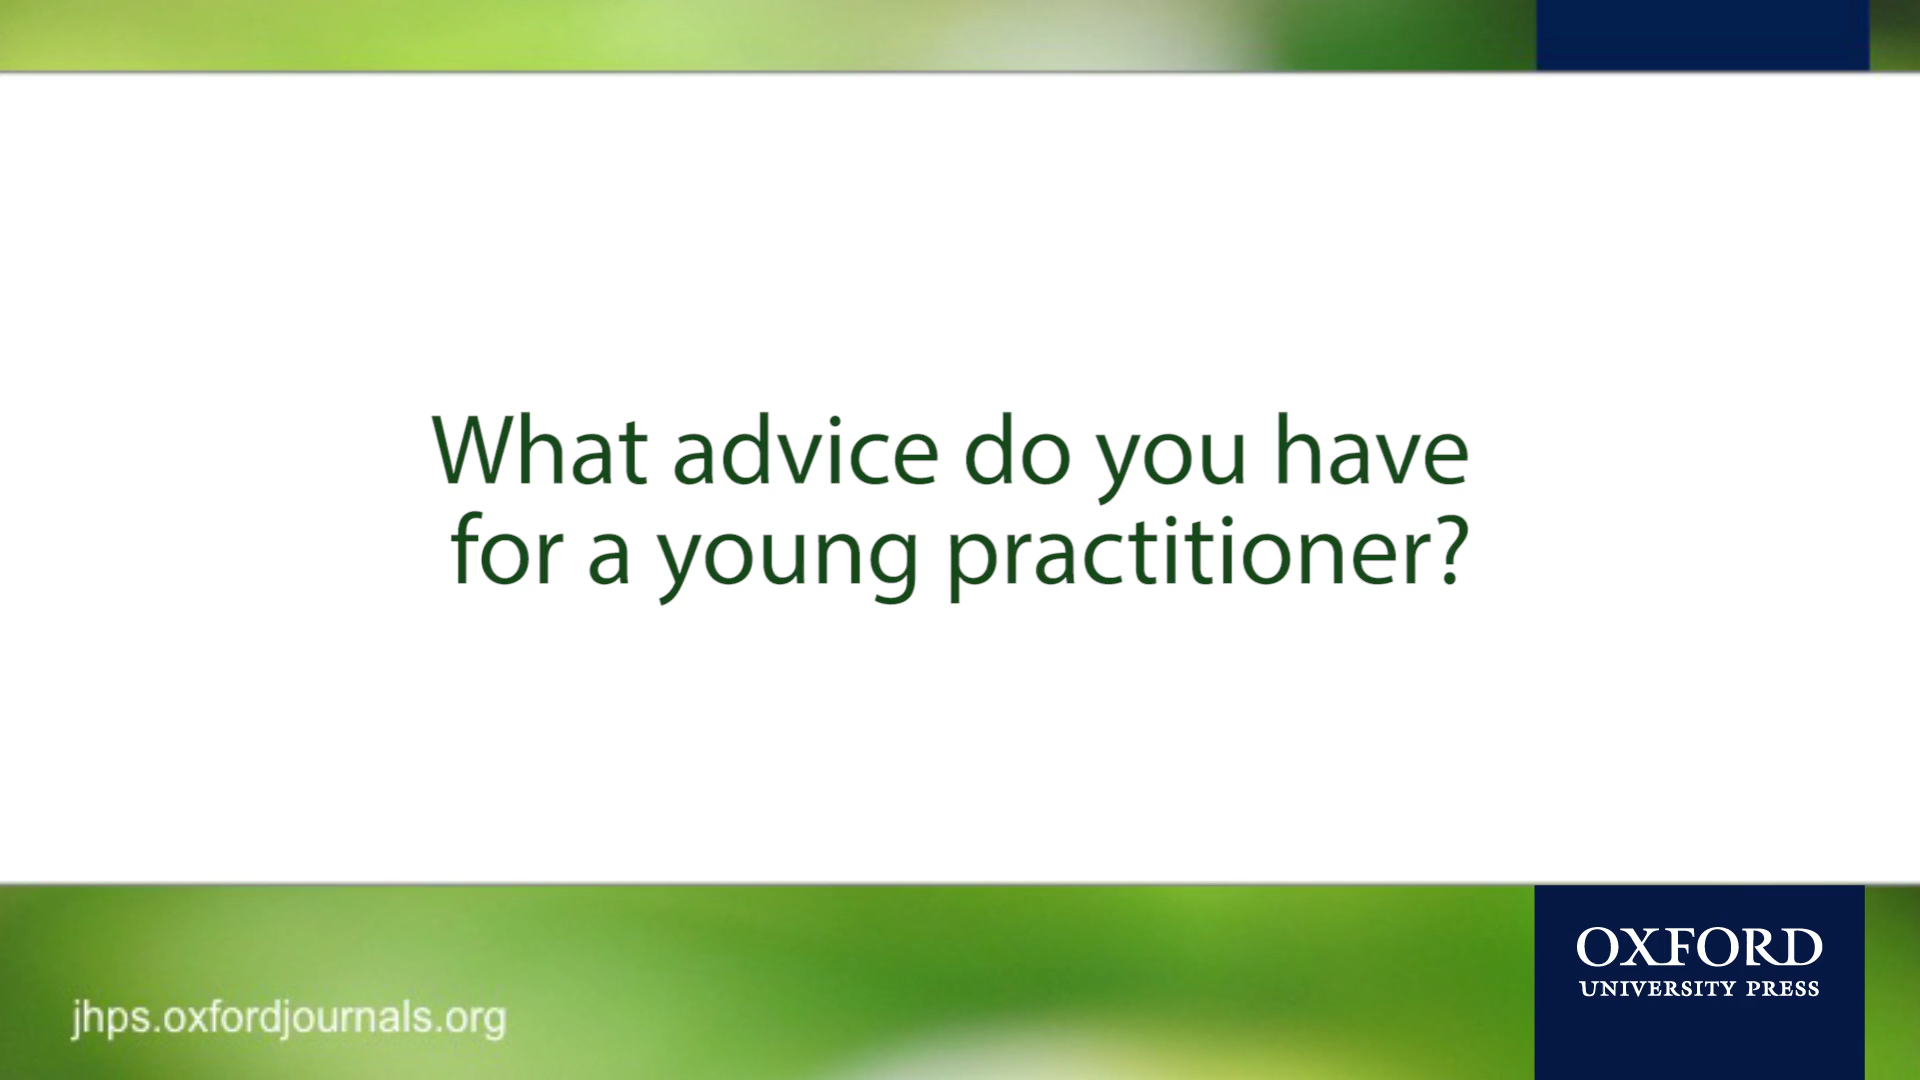 What advice do you have
for a young practitioner?
OXFORD
UNIVERSITY PRESS
jhps.oxfordjournals.org